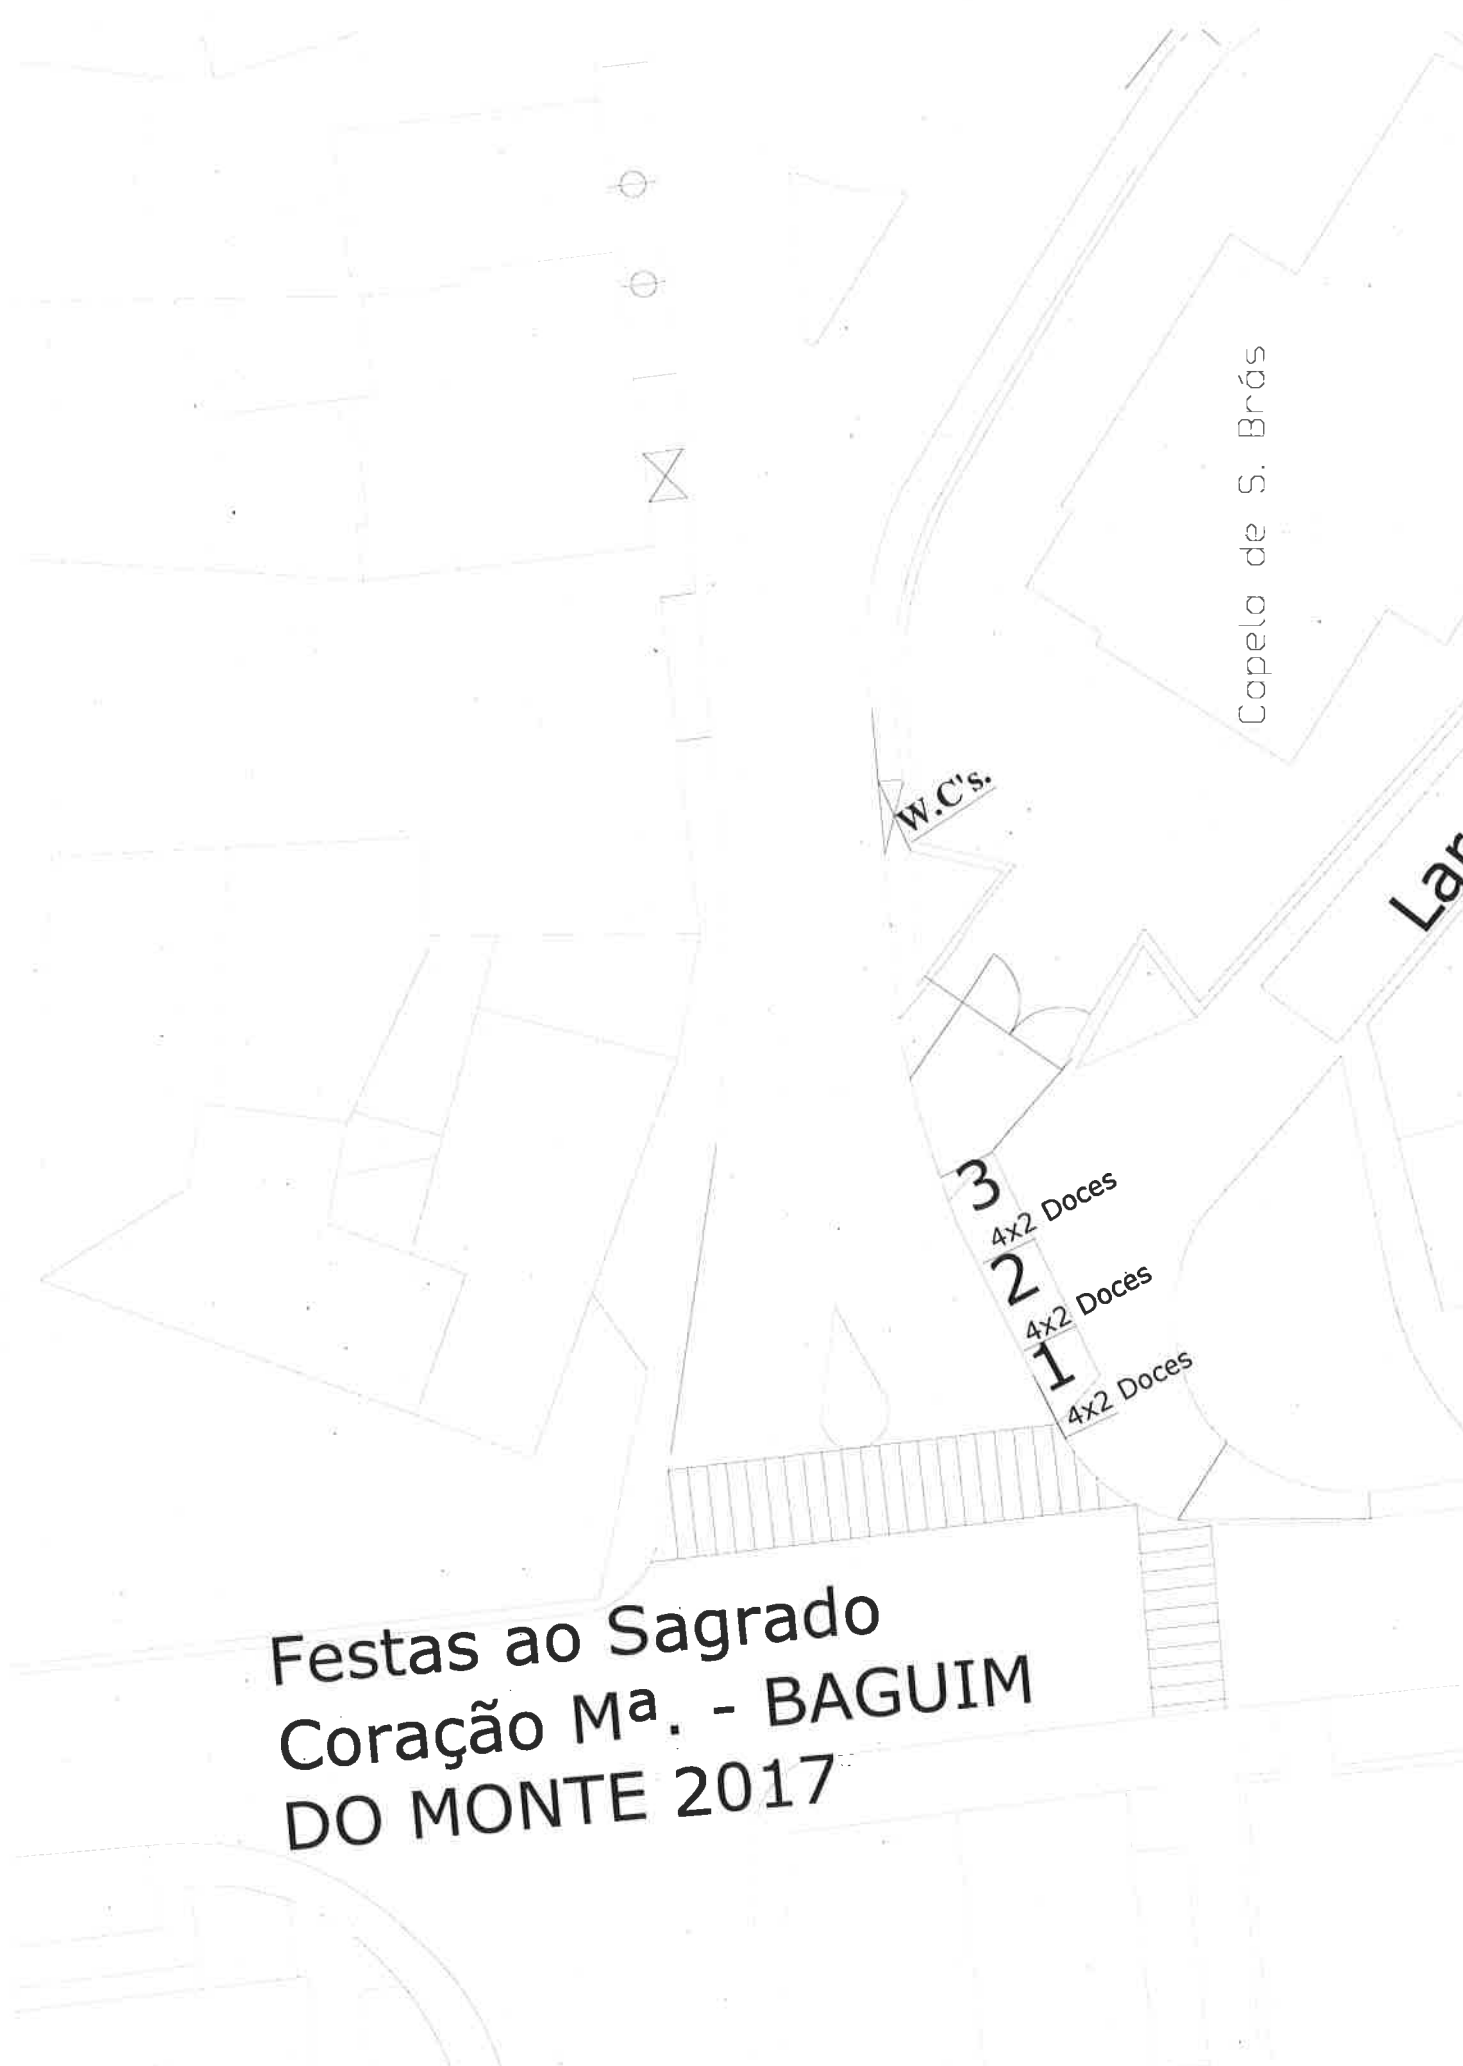 Capela de S. Brás
W.C's.
3
4x2 Doces
2
4x2 Doces
1
4x2 Doces
Festas ao Sagrado
Coração Mª. - BAGUIM
DO MONTE 2017